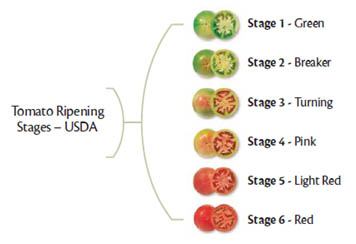 Tomato Ripening
Stages – USDA
Stage 1 - Green
Stage 2 - Breaker
Stage 3 - Turning
Stage 4 - Pink
Stage 5 - Light Red
Stage 6 - Red